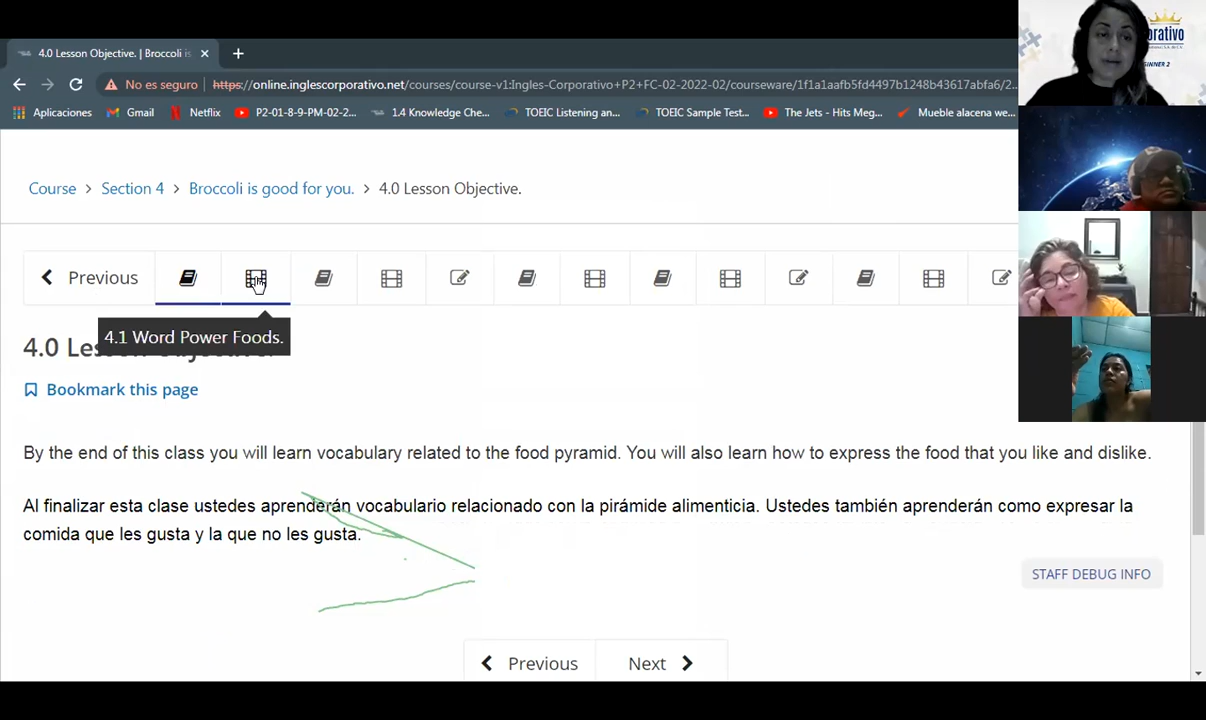 4.0 Lesson Objective. | Broccoli is
No es seguro
https://online.inglescorporativo.net/courses/course-v1:Ingles-Corporativo+P2+FC-02-2022-02/courseware/1f1a1aafb5fd4497b1248b43617abfa6/2...
Aplicaciones Gmail Netflix P2-01-8-9-PM-02-2... 1.4 Knowledge Che... TOEIC Listening an... TOEIC Sample Test... The Jets - Hits Meg... Mueble alacena we...
orativo
INNER 2
Course > Section 4 > Broccoli is good for you. > 4.0 Lesson Objective.
Previous
4.1 Word Power Foods.
4.0 Les
Bookmark this page
By the end of this class you will learn vocabulary related to the food pyramid. You will also learn how to express the food that you like and dislike.
Al finalizar esta clase ustedes aprenderán vocabulario relacionado con la pirámide alimenticia. Ustedes también aprenderán como expresar la
comida que les gusta y la que no les gusta.
STAFF DEBUG INFO
Previous Next